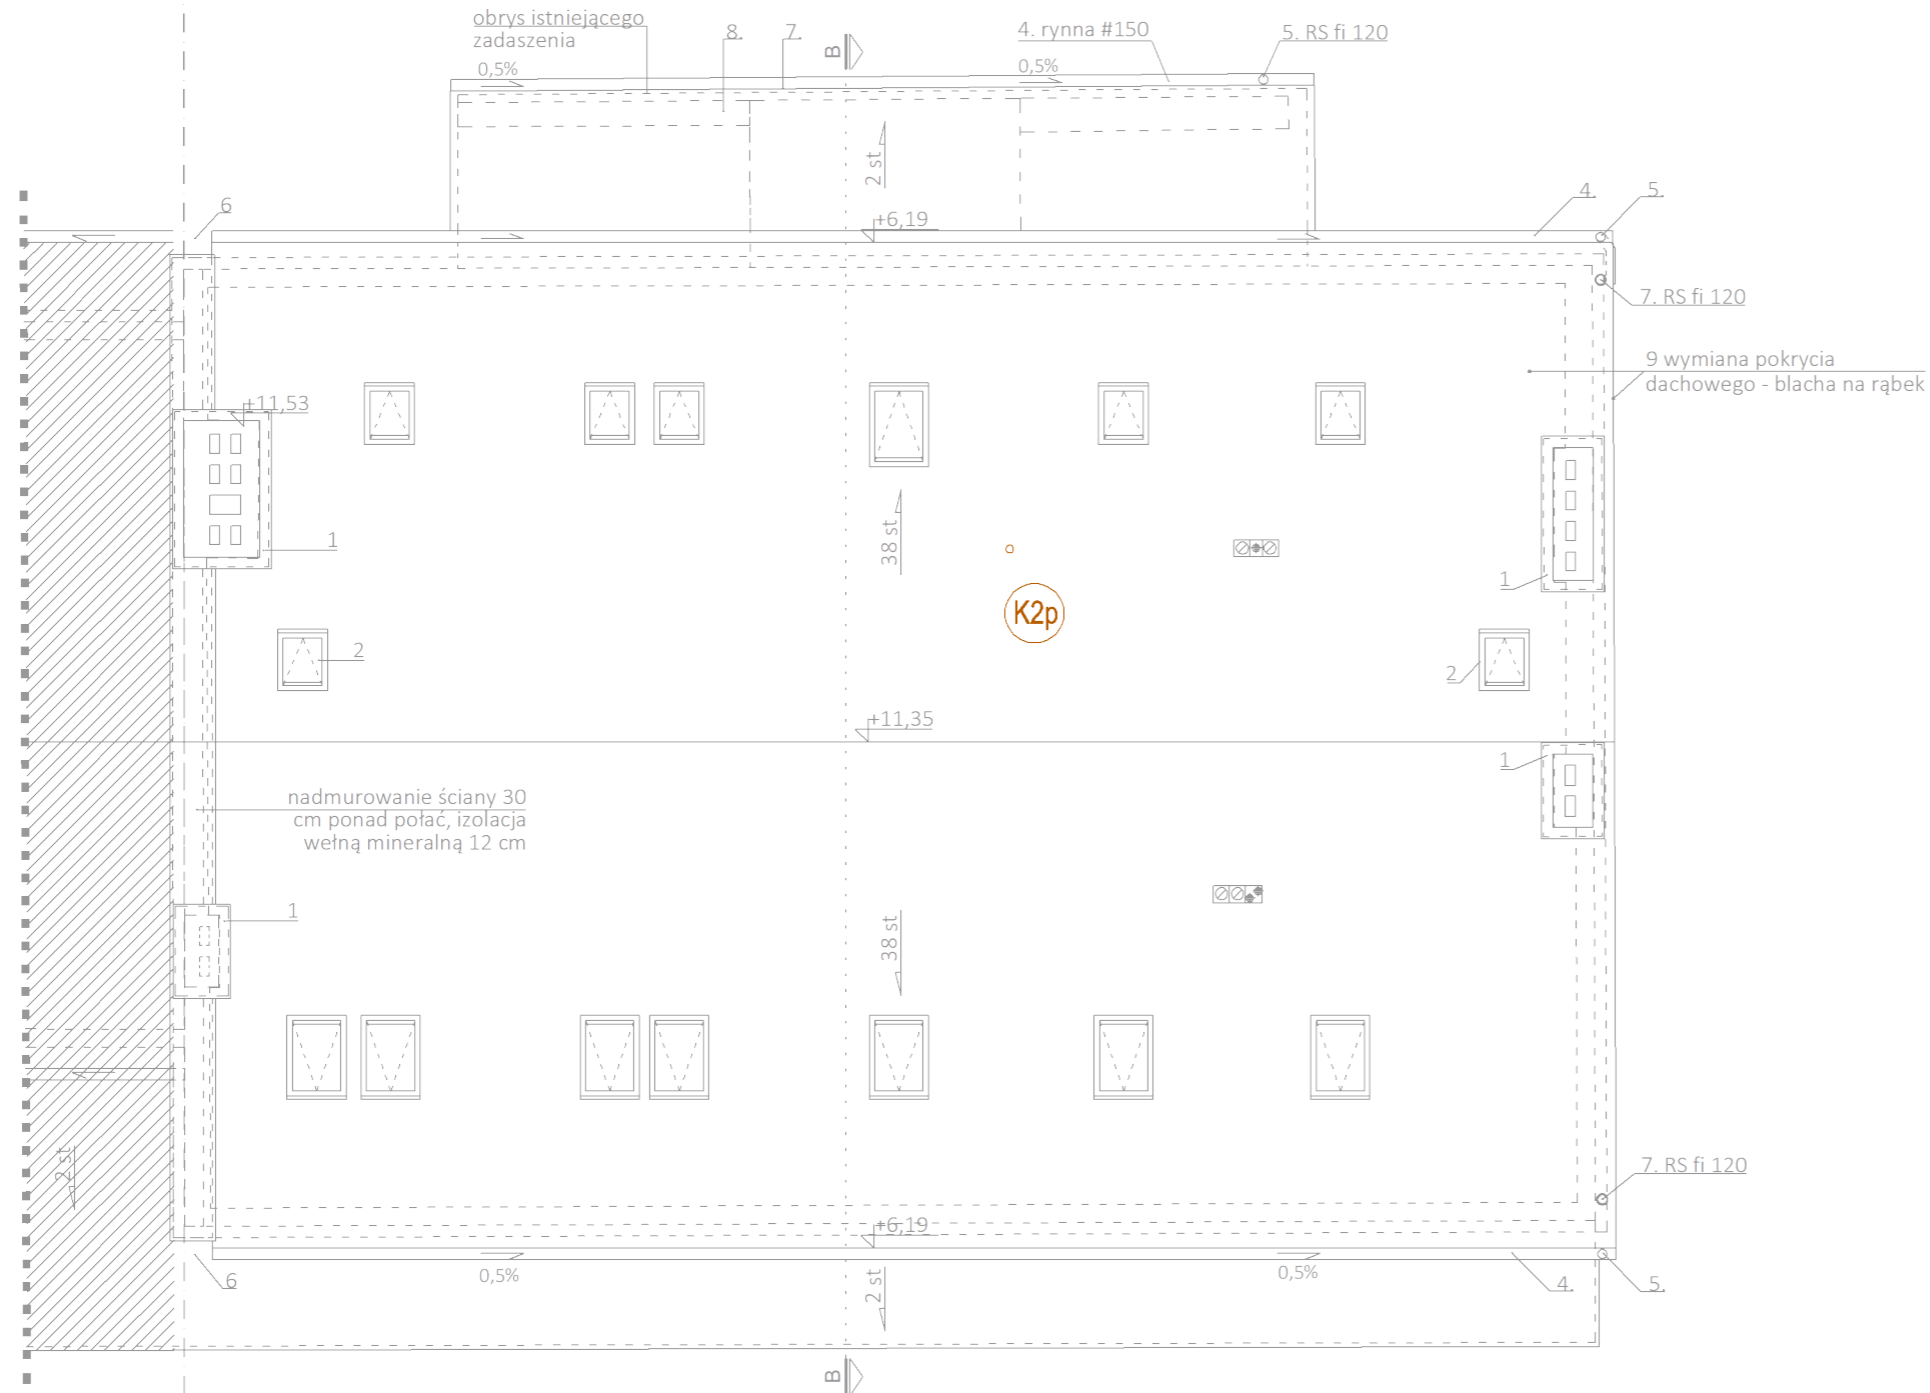 obrys istniejącego
zadaszenia
8.
7.
B
4. rynna #150
5. RS fi 120
0,5%
0,5%
2 st
6
+6,19
4.
5.
7. RS fi 120
9 wymiana pokrycia
dachowego - blacha na rąbek
+11,53
1
38 st
1
K2p
2
2
+11,35
1
nadmurowanie ściany 30
cm ponad połać, izolacja
wełną mineralną 12 cm
1
38 st
2 st
7. RS fi 120
+6,19
6
0,5%
2 st
0,5%
4.
5.
B